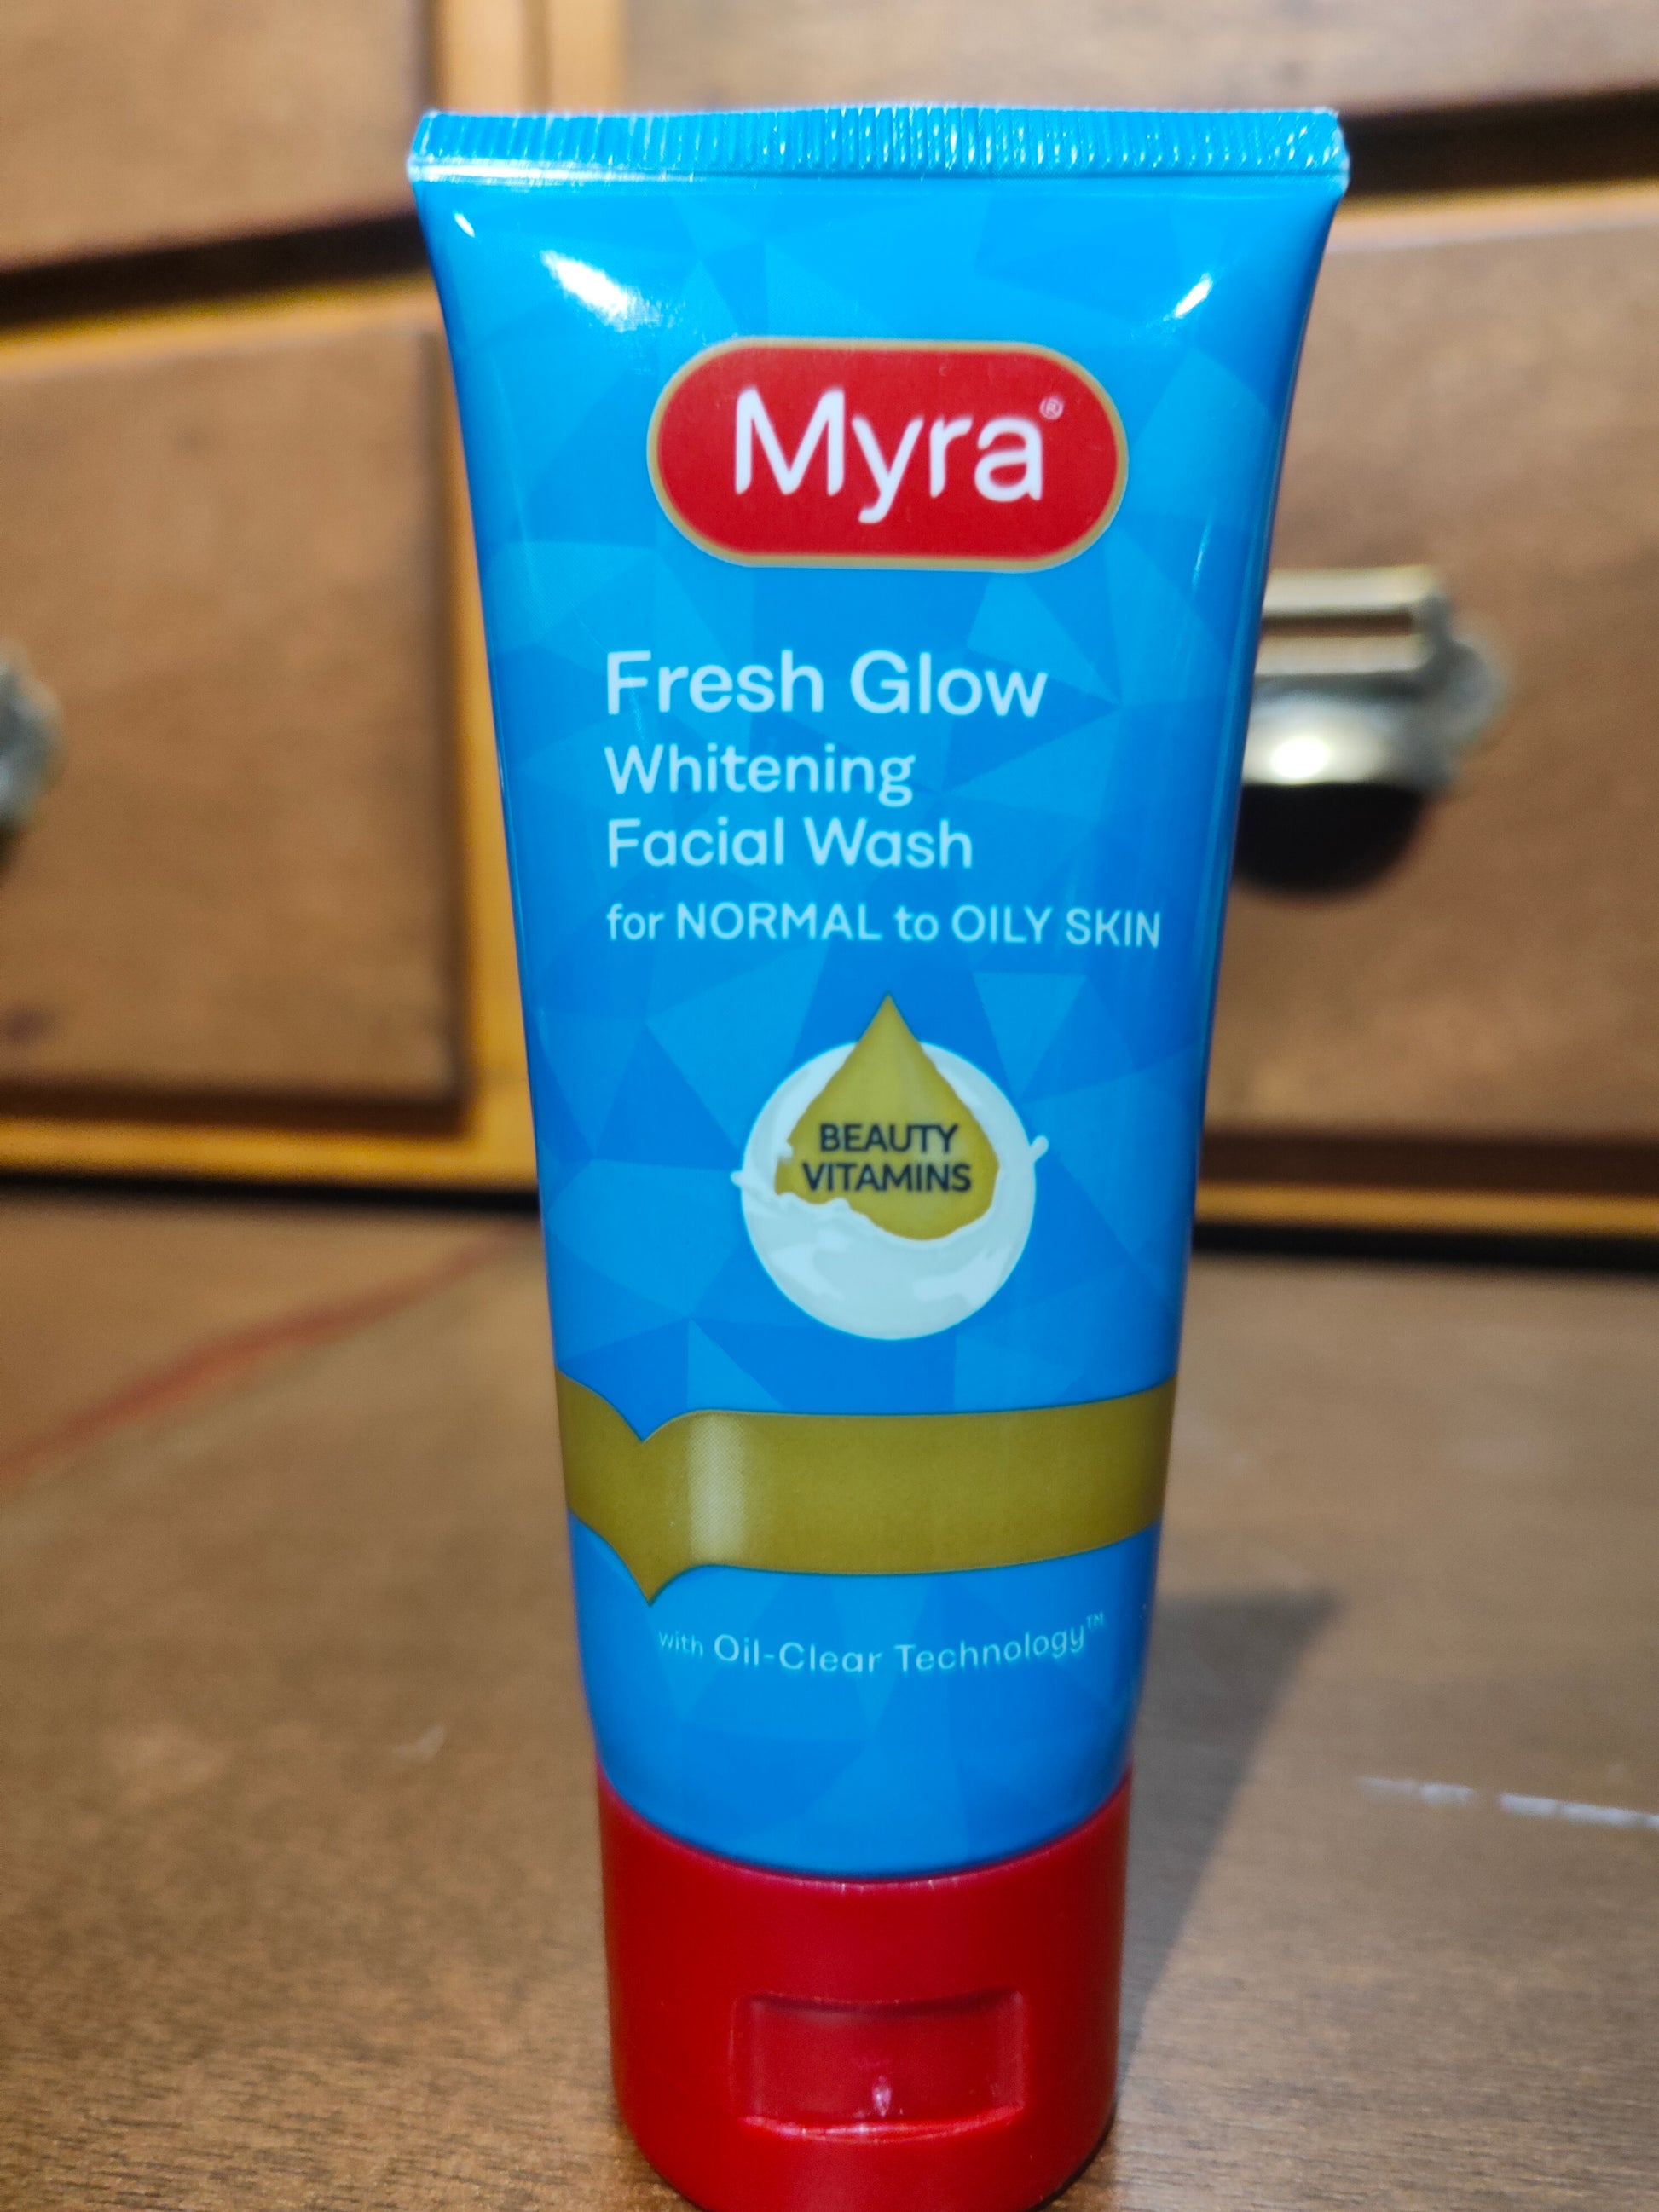 Myra®
Fresh Glow
Whitening
Facial Wash
for NORMAL to OILY SKIN
BEAUTY
VITAMINS
with Oil-Clear Technology™